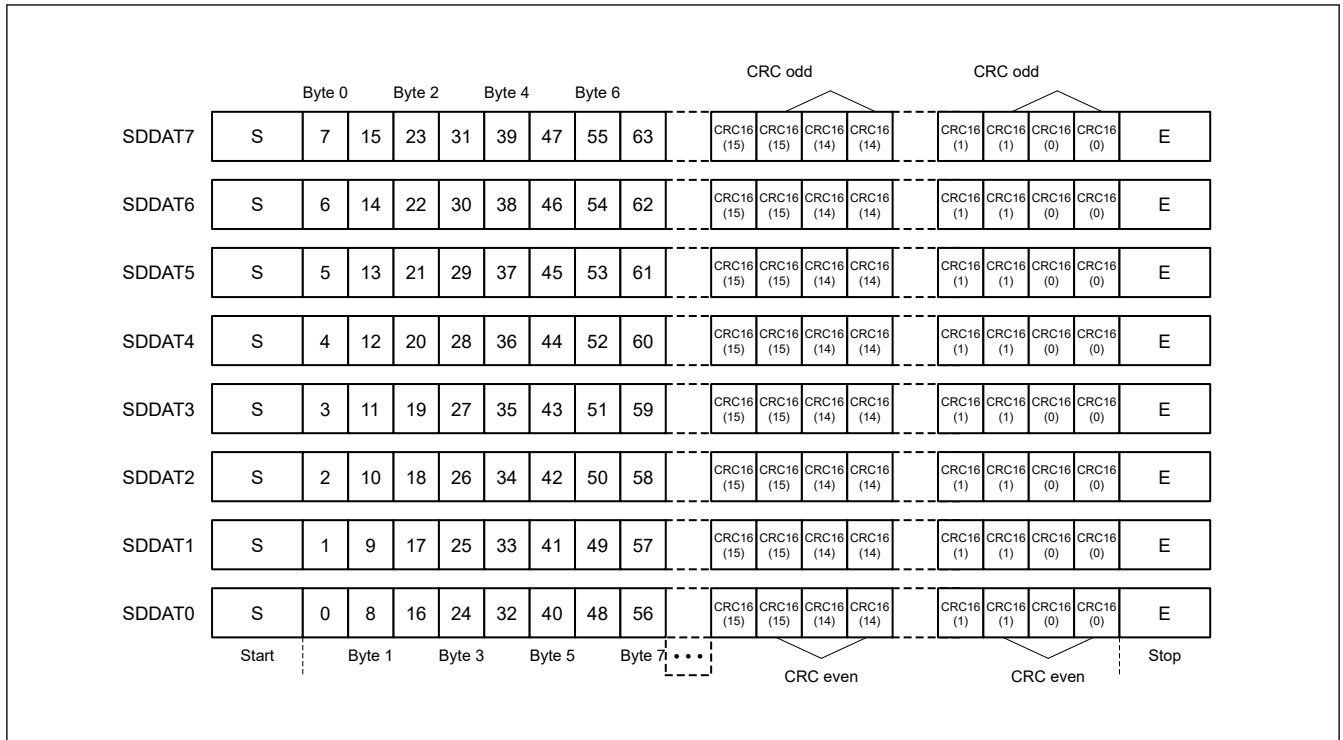 CRC odd CRC odd
Byte 0 Byte 2 Byte 4 Byte 6
SDDAT7 S 7 15 23 31 39 47 55 63 CRC16 (15) CRC16 (15) CRC16 (14) CRC16 (14) CRC16 (1) CRC16 (1) CRC16 (0) CRC16 (0) E
SDDAT6 S 6 14 22 30 38 46 54 62 CRC16 (15) CRC16 (15) CRC16 (14) CRC16 (14) CRC16 (1) CRC16 (1) CRC16 (0) CRC16 (0) E
SDDAT5 S 5 13 21 29 37 45 53 61 CRC16 (15) CRC16 (15) CRC16 (14) CRC16 (14) CRC16 (1) CRC16 (1) CRC16 (0) CRC16 (0) E
SDDAT4 S 4 12 20 28 36 44 52 60 CRC16 (15) CRC16 (15) CRC16 (14) CRC16 (14) CRC16 (1) CRC16 (1) CRC16 (0) CRC16 (0) E
SDDAT3 S 3 11 19 27 35 43 51 59 CRC16 (15) CRC16 (15) CRC16 (14) CRC16 (14) CRC16 (1) CRC16 (1) CRC16 (0) CRC16 (0) E
SDDAT2 S 2 10 18 26 34 42 50 58 CRC16 (15) CRC16 (15) CRC16 (14) CRC16 (14) CRC16 (1) CRC16 (1) CRC16 (0) CRC16 (0) E
SDDAT1 S 1 9 17 25 33 41 49 57 CRC16 (15) CRC16 (15) CRC16 (14) CRC16 (14) CRC16 (1) CRC16 (1) CRC16 (0) CRC16 (0) E
SDDAT0 S 0 8 16 24 32 40 48 56 CRC16 (15) CRC16 (15) CRC16 (14) CRC16 (14) CRC16 (1) CRC16 (1) CRC16 (0) CRC16 (0) E
Start Byte 1 Byte 3 Byte 5 Byte 7 • • • Stop
CRC even CRC even